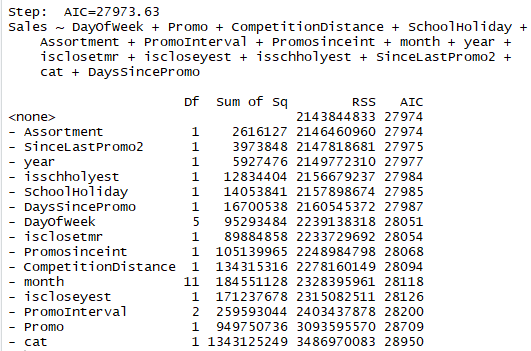 Step:  AIC=27973.63
Sales ~ DayOfWeek + Promo + CompetitionDistance + SchoolHoliday +
    Assortment + PromoInterval + Promosinceint + month + year +
    isclosetmr + iscloseyest + isschholyest + SinceLastPromo2 +
    cat + DaysSincePromo

                      Df  Sum of Sq        RSS   AIC
<none>                              2143844833 27974
- Assortment           1    2616127 2146460960 27974
- SinceLastPromo2      1    3973848 2147818681 27975
- year                 1    5927476 2149772310 27977
- isschholyest         1   12834404 2156679237 27984
- SchoolHoliday        1   14053841 2157898674 27985
- DaysSincePromo       1   16700538 2160545372 27987
- DayOfWeek            5   95293484 2239138318 28051
- isclosetmr           1   89884858 2233729692 28054
- Promosinceint        1  105139965 2248984798 28068
- CompetitionDistance  1  134315316 2278160149 28094
- month               11  184551128 2328395961 28118
- iscloseyest          1  171237678 2315082511 28126
- PromoInterval        2  259593044 2403437878 28200
- Promo                1  949750736 3093595570 28709
- cat                  1 1343125249 3486970083 28950